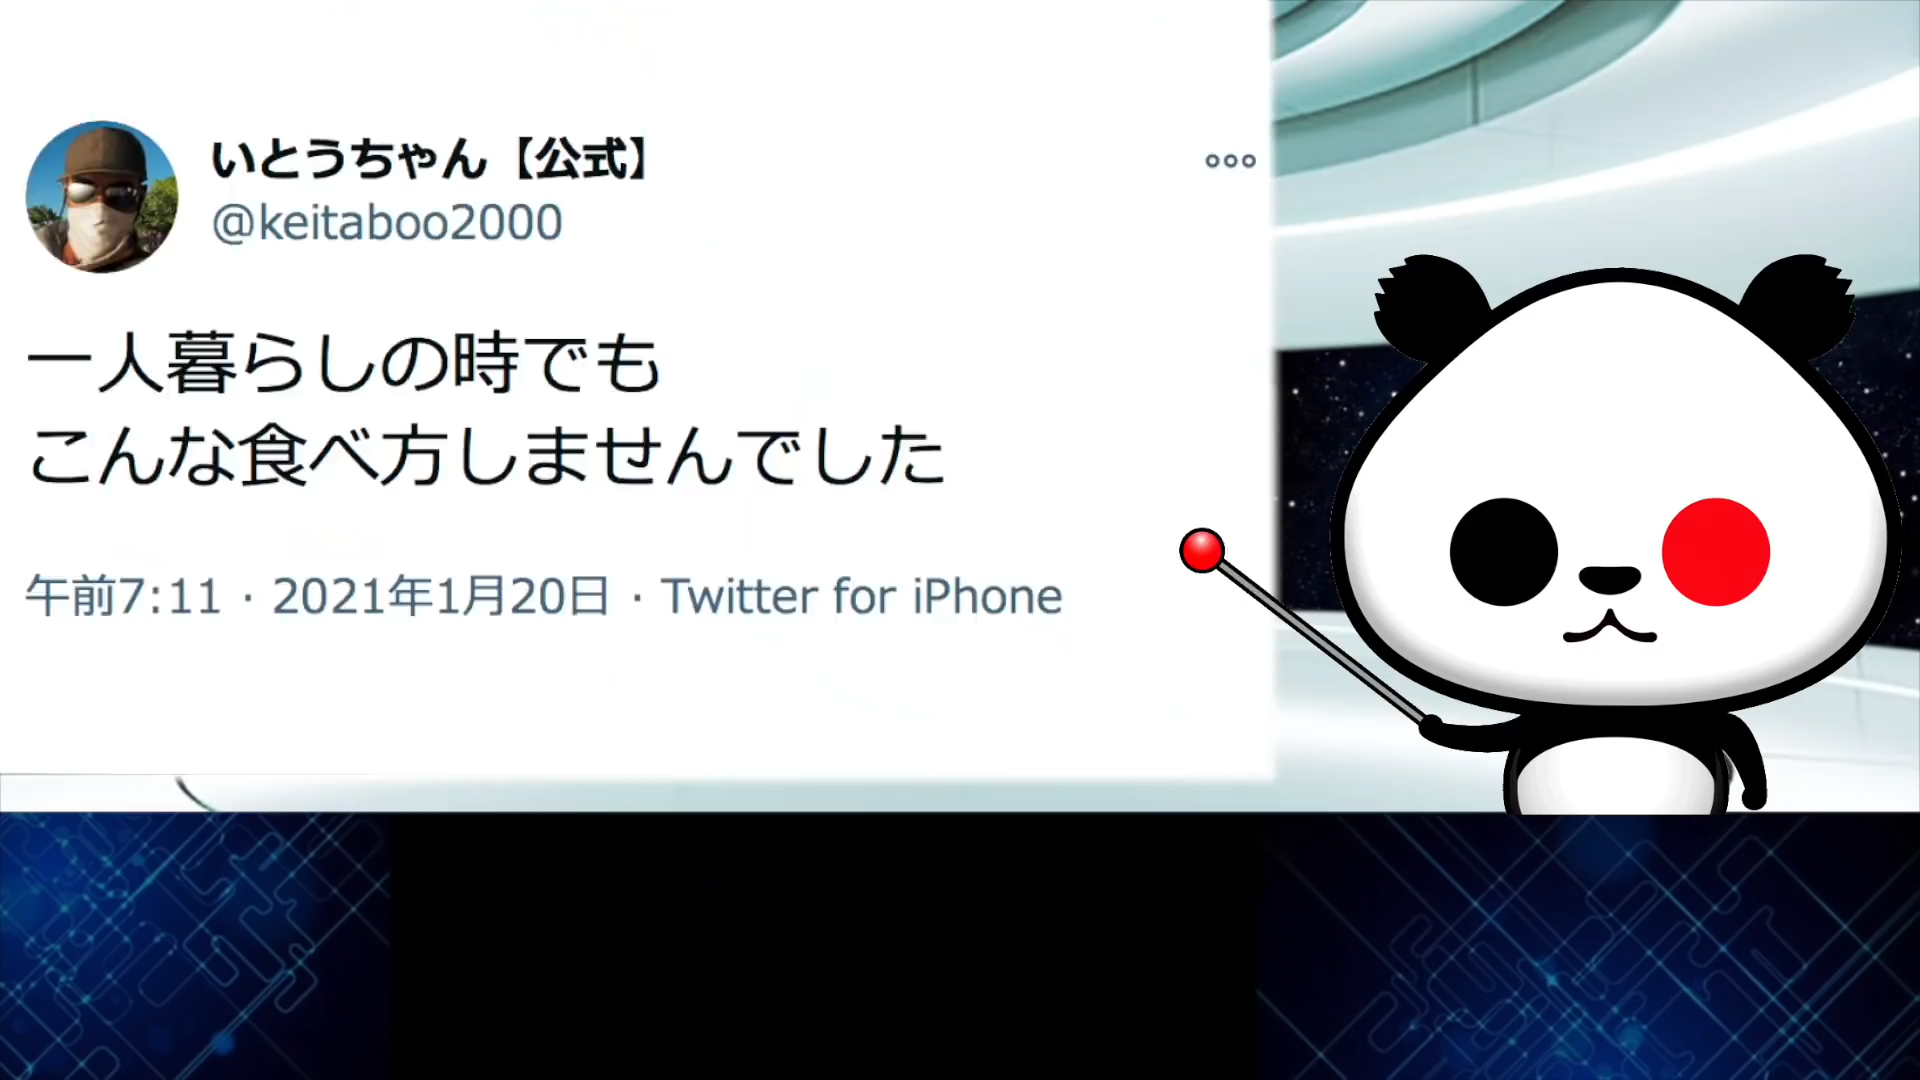 いとうちゃん【公式】
@keitaboo2000
一人暮らしの時でも
こんな食べ方しませんでした
午前7:11 · 2021年1月20日 · Twitter for iPhone